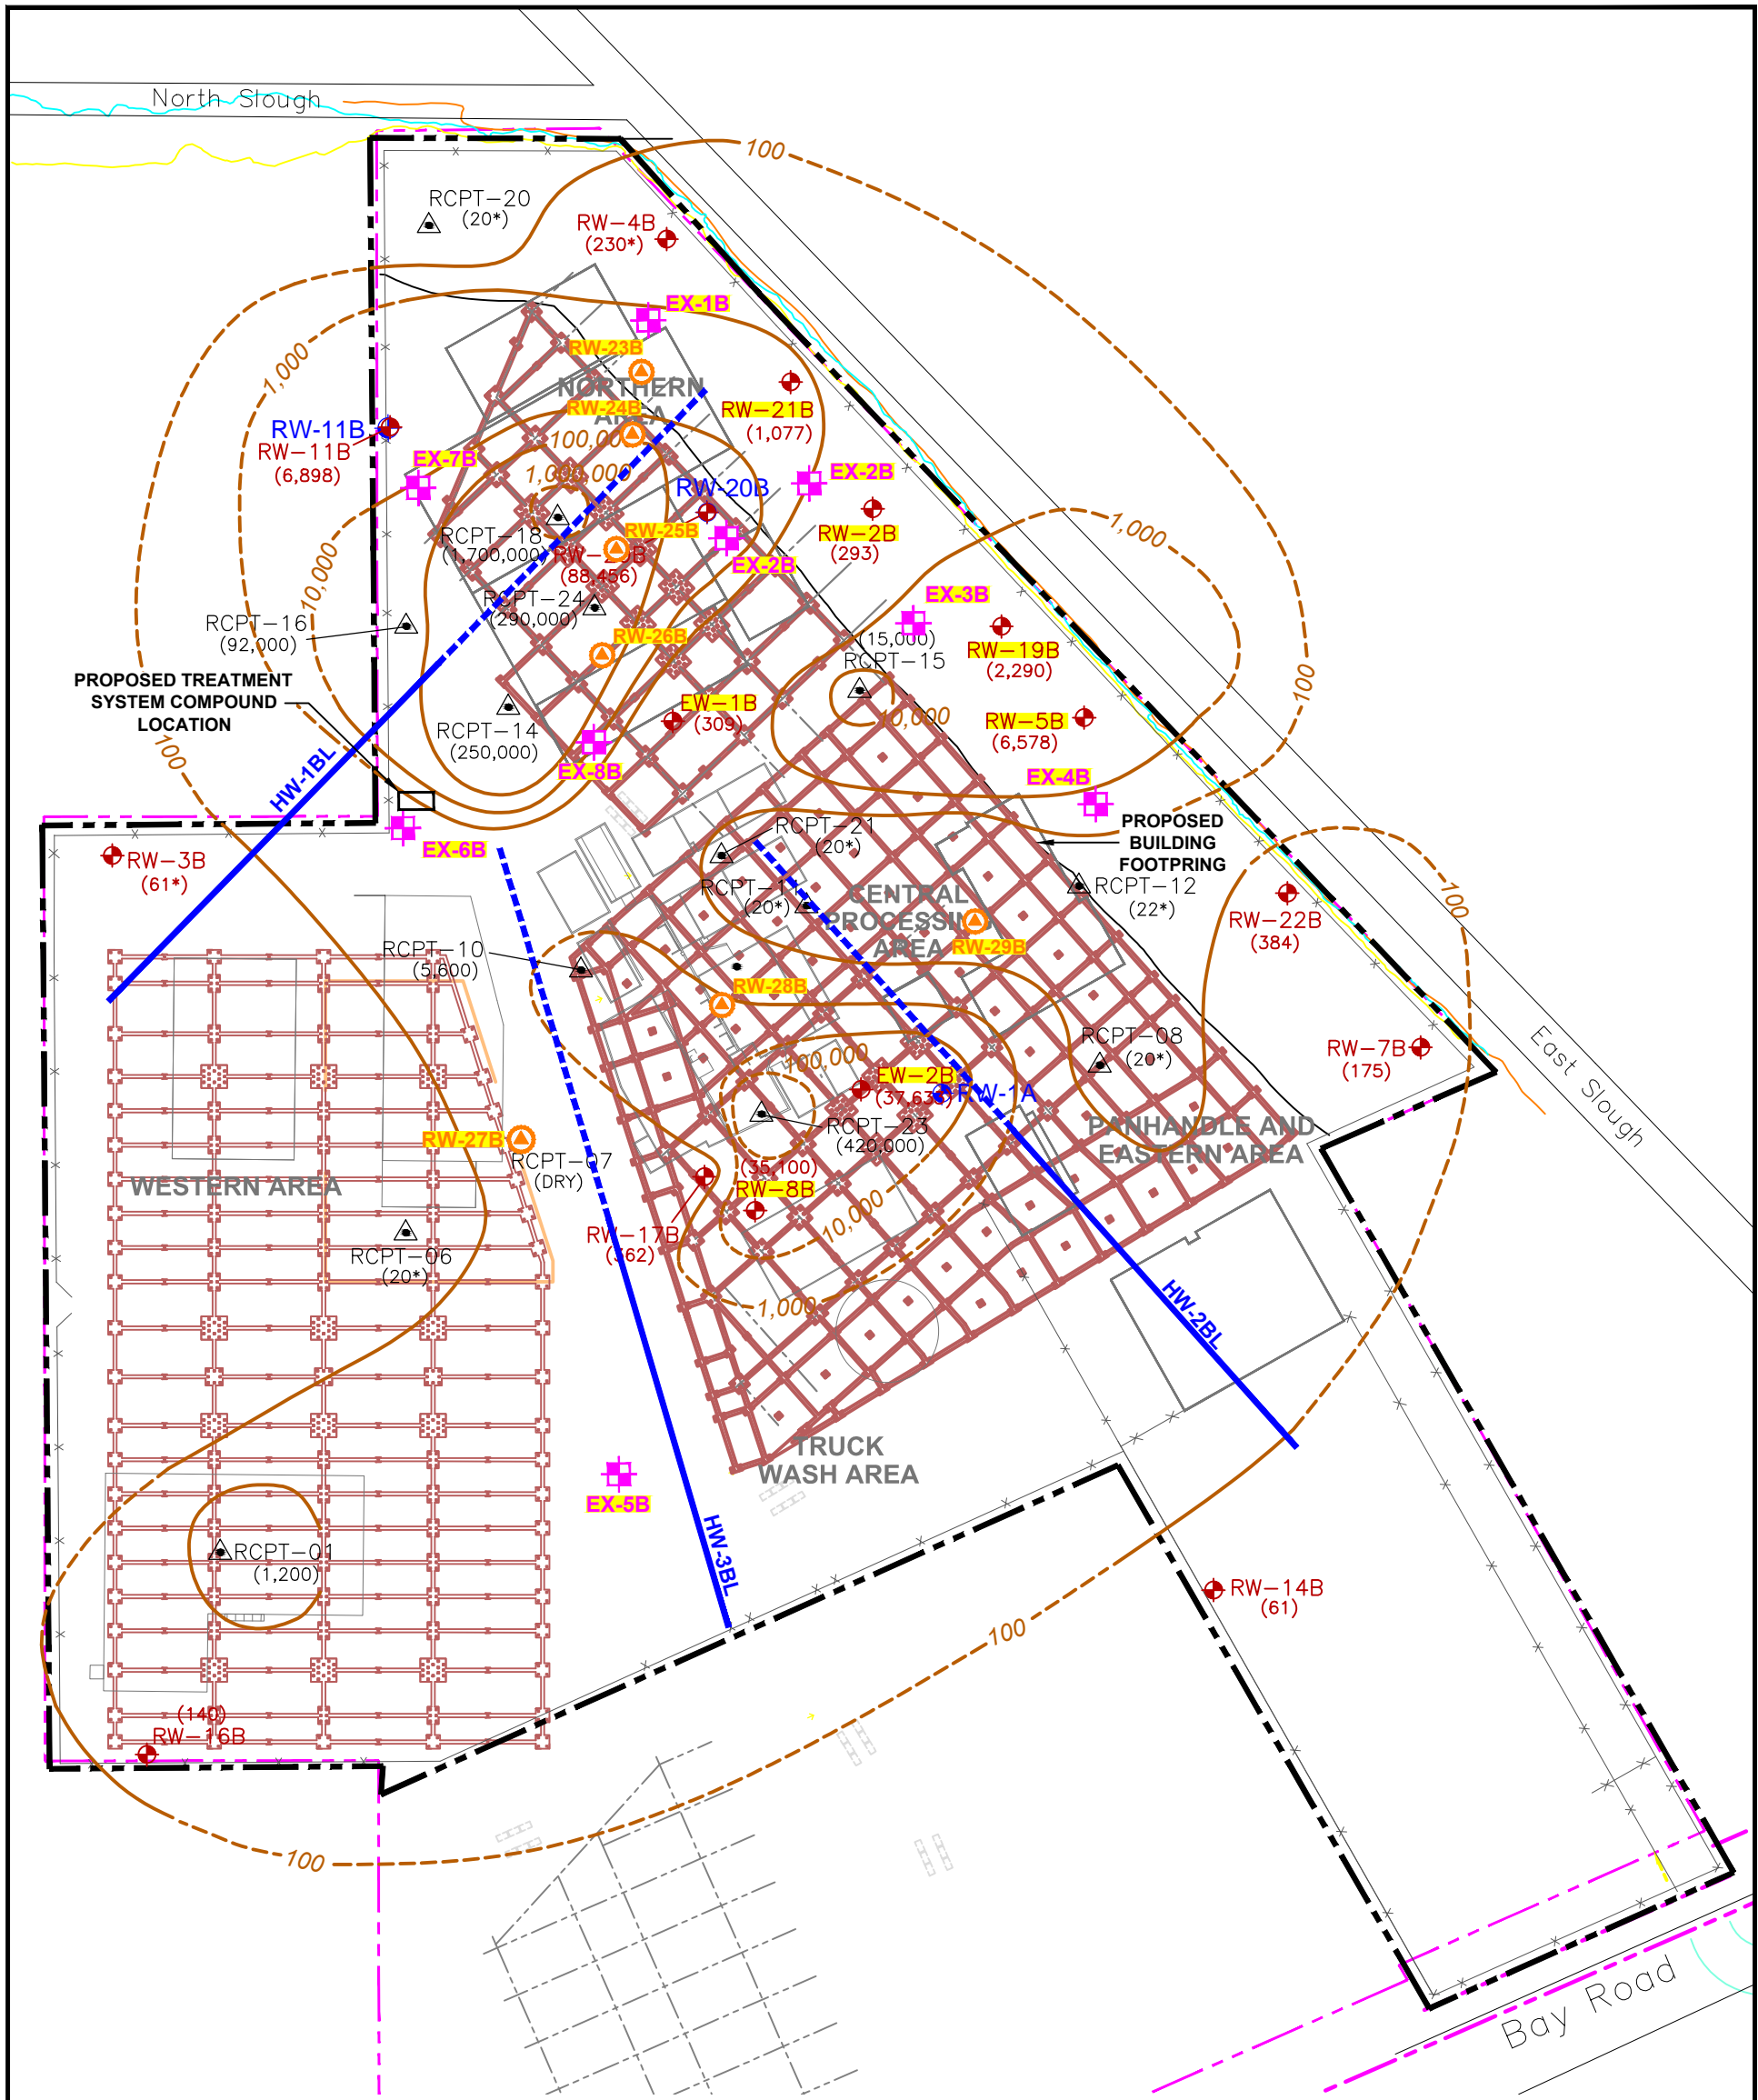 North Slough
100
RCPT-20
(20*)
RW-4B
(230*)
EX-1B
1,000
RW-23B
NORTHERN
AREA
RW-24B
100,00
RW-21B
(1,077)
RW-11B
RW-11B
(6,898)
EX-7B
1,000,000
EX-2B
RW-20B
RCPT-18
(1,700,000)
RW-25B
(88,456)
EX-2B
RW-2B
(293)
1,000
10,000
RCPT-24
(290,000)
EX-3B
RCPT-16
(92,000)
RW-26B
(15,000)
RCPT-15
RW-19B
(2,290)
100
PROPOSED TREATMENT
SYSTEM COMPOUND
LOCATION
RCPT-14
(250,000)
EW-1B
(309)
10,000
RW-5B
(6,578)
100
HW-1BL
EX-8B
EX-4B
RW-3B
(61*)
EX-6B
RCPT-21
(20*)
PROPOSED
BUILDING
FOOTPRING
RCPT-11
(20*)
CENTRAL
PROCESSING
AREA
RCPT-12
(22*)
RW-22B
(384)
100
RCPT-10
(5,600)
RW-29B
RW-28B
RCPT-08
(20*)
RW-7B
(175)
East Slough
100,000
EW-2B
(37,63
RW-1A
RCPT-23
(420,000)
PANHANDLE AND
EASTERN AREA
RW-27B
RCPT-07
(DRY)
WESTERN AREA
(35,100)
RW-8B
10,000
RW-17B
(362)
RCPT-06
(20*)
1,000
HW-2BL
TRUCK
WASH AREA
EX-5B
HW-3BL
RCPT-01
(1,200)
RW-14B
(61)
100
(140)
RW-16B
100
Bay Road